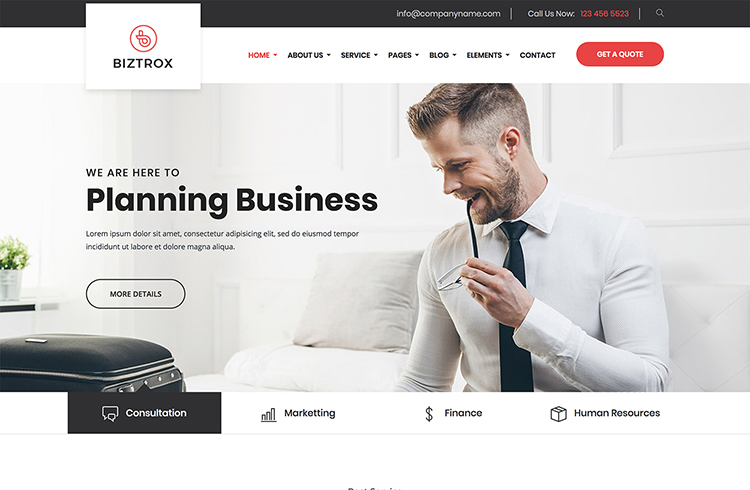 info@companyname.com
Call Us Now: 123 456 5523
BIZTROX
HOME ABOUT US SERVICE PAGES BLOG ELEMENTS CONTACT
GET A QUOTE
WE ARE HERE TO
Planning Business
Lorem ipsum dolor sit amet, consectetur adipisicing elit, sed do eiusmod tempor
incididunt ut labore et dolore magna aliqua.
MORE DETAILS
Consultation
Marketting
Finance
Human Resources